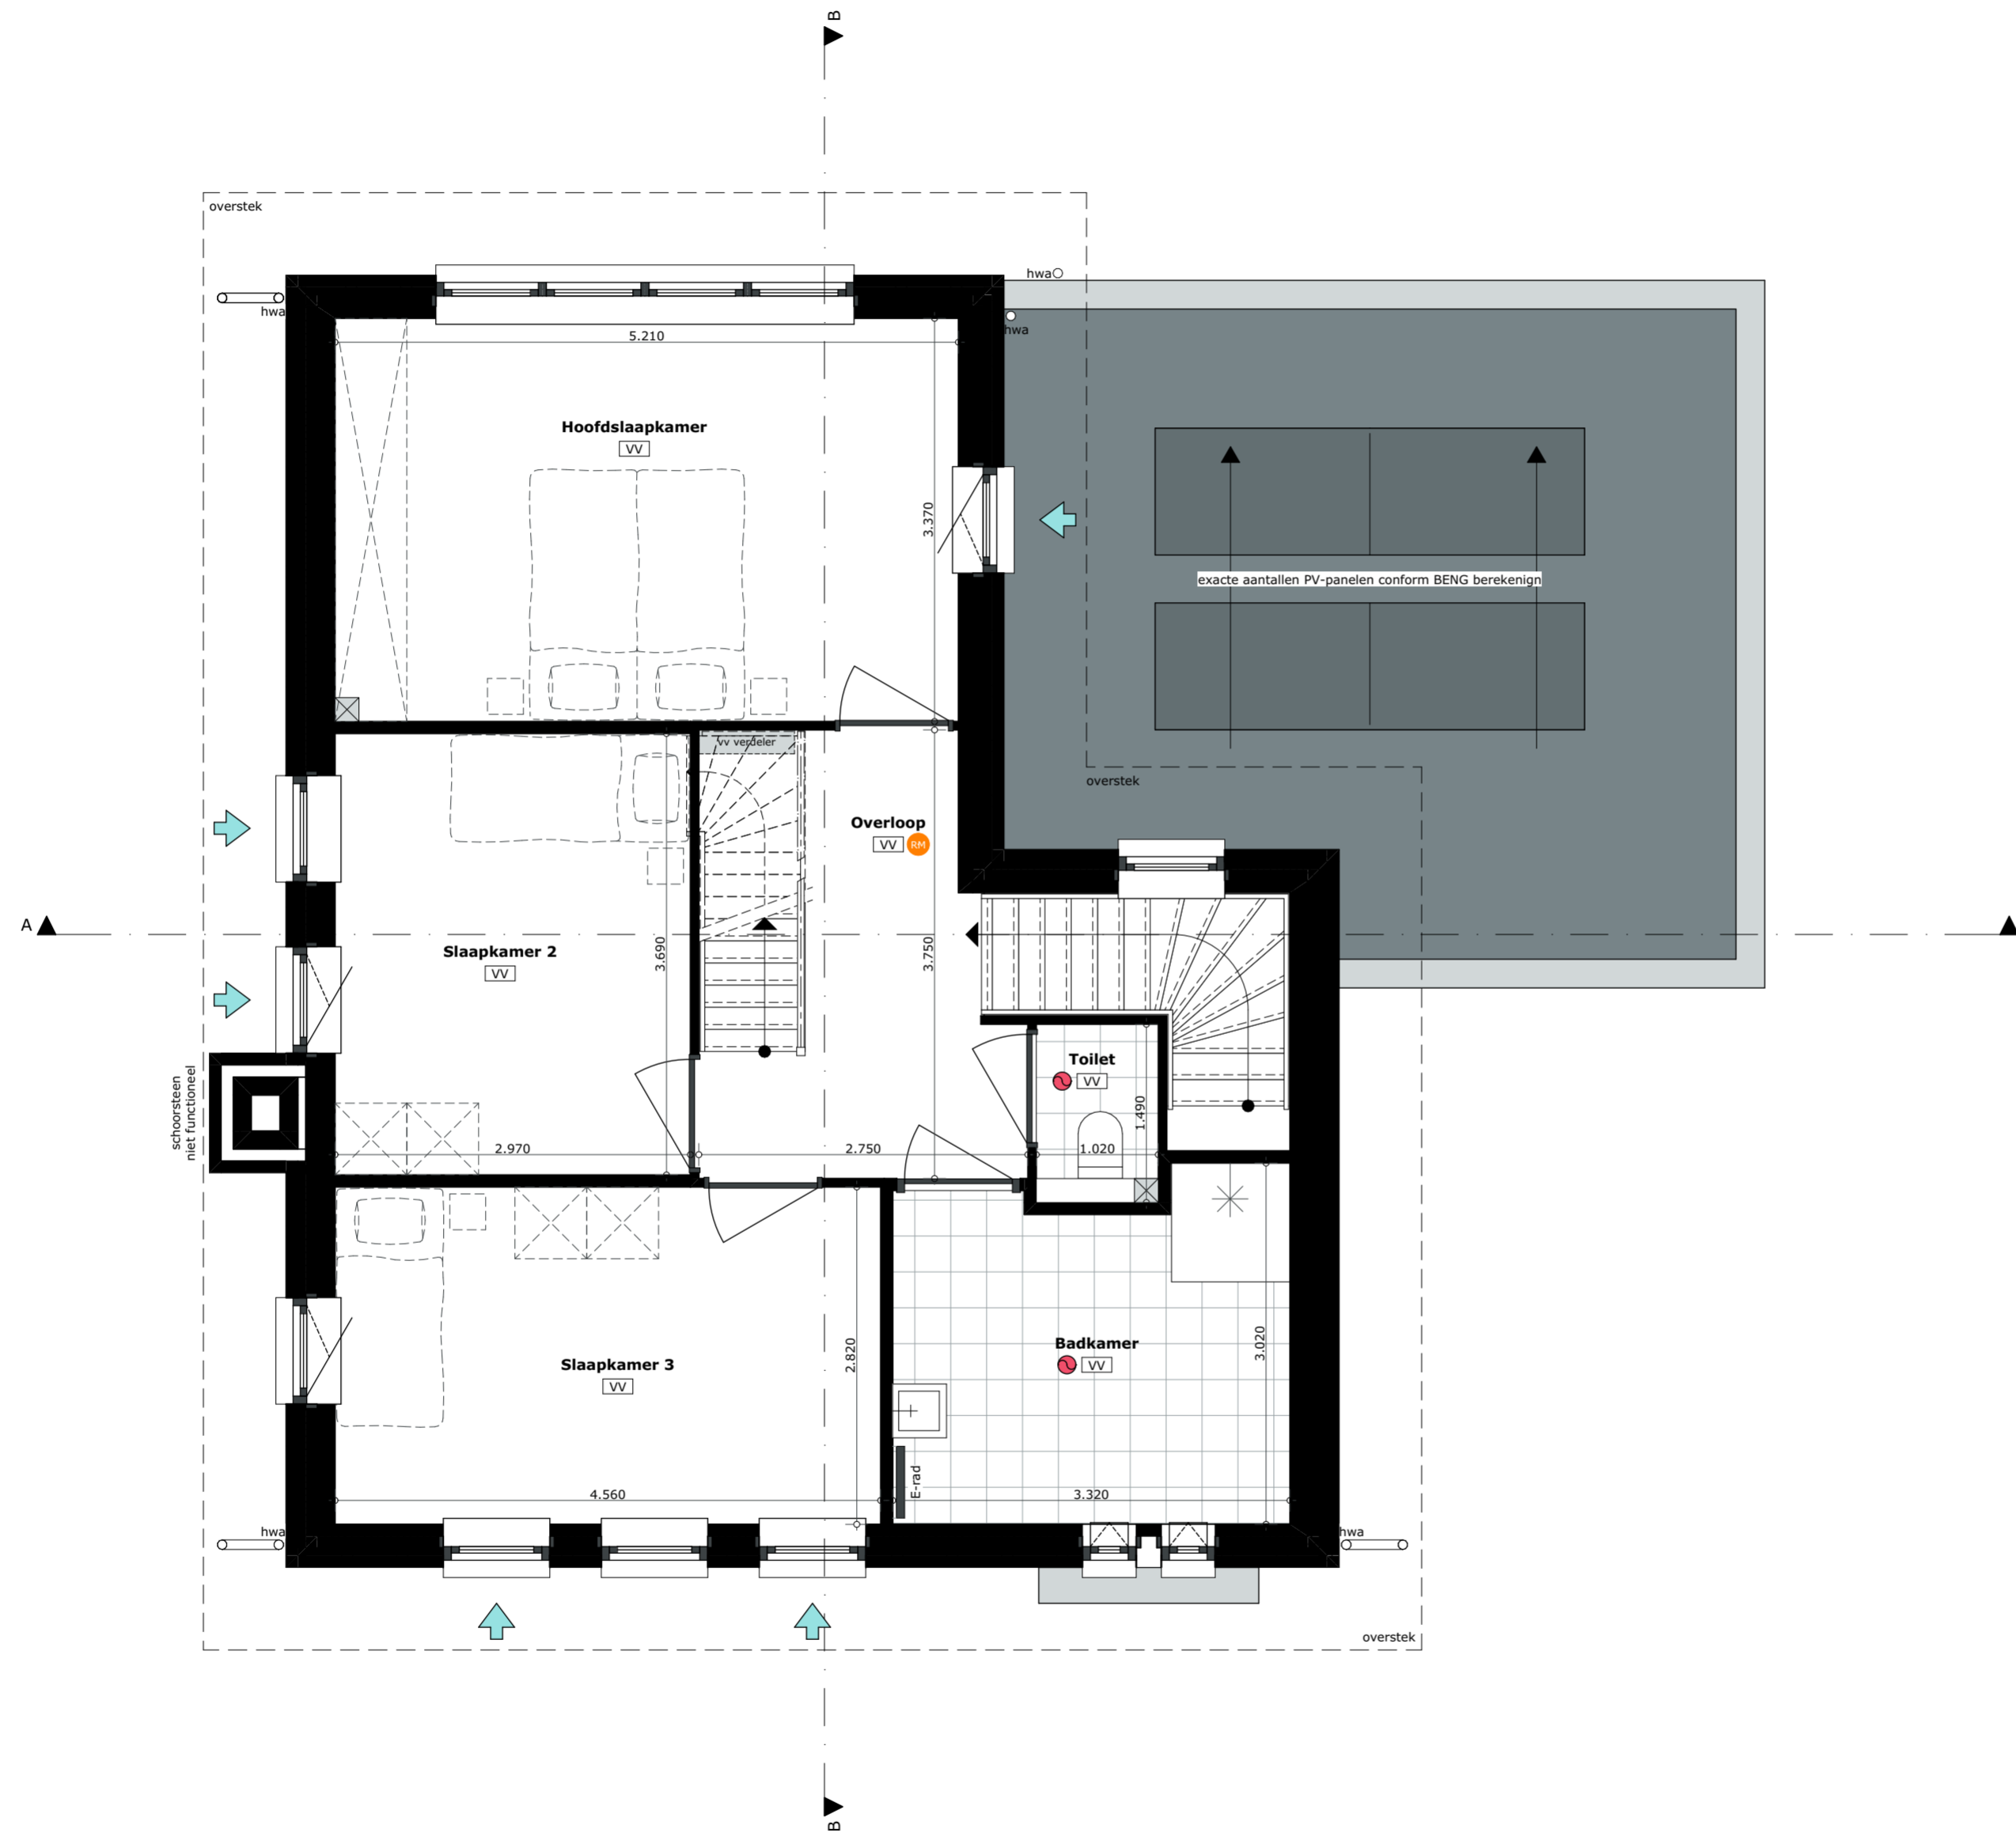 B
overstek
hwa
hwa
hwa
5.210
Hoofdslaapkamer
VV
3.370
exacte aantallen PV-panelen conform BENG berekenign
vv verdeler
overstek
Overloop
VV RM
A
Slaapkamer 2
VV
3.690
3.750
Toilet
VV
schoorsteen
niet functioneel
1.490
2.970
2.750
1.020
Badkamer
VV
Slaapkamer 3
VV
2.820
3.020
E-rad
4.560
3.320
hwa
hwa
overstek
B